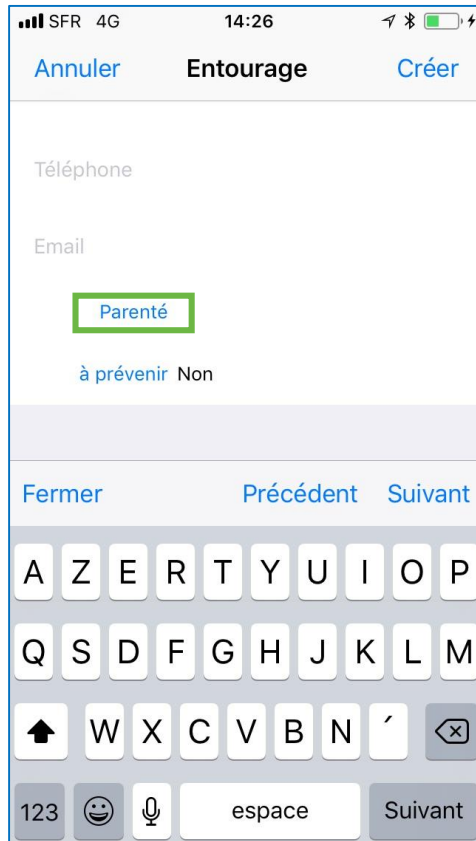 SFR 4G 14:26
Annuler Entourage Créer
Téléphone
Email
Parenté
à prévenir Non
Fermer Précédent Suivant
A Z E R T Y U I O P
Q S D F G H J K L M
W X C V B N ´
123 espace Suivant